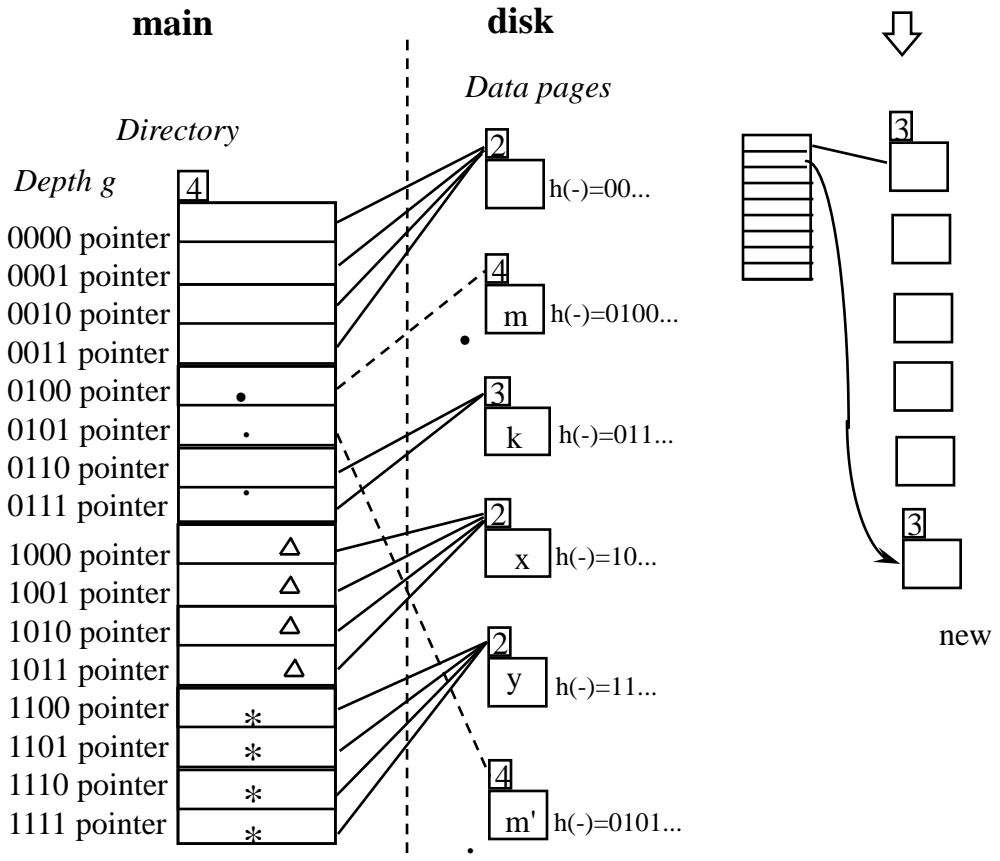 main
disk
Data pages
Directory
Depth g
4
0000 pointer
0001 pointer
0010 pointer
0011 pointer
0100 pointer
0101 pointer
0110 pointer
0111 pointer
1000 pointer
1001 pointer
1010 pointer
1011 pointer
1100 pointer
*
1101 pointer
*
1110 pointer
*
1111 pointer
*
2
h(-)=00...
4
m h(-)=0100...
3
k h(-)=011...
2
x h(-)=10...
2
y h(-)=11...
4
m' h(-)=0101...
3
3
new